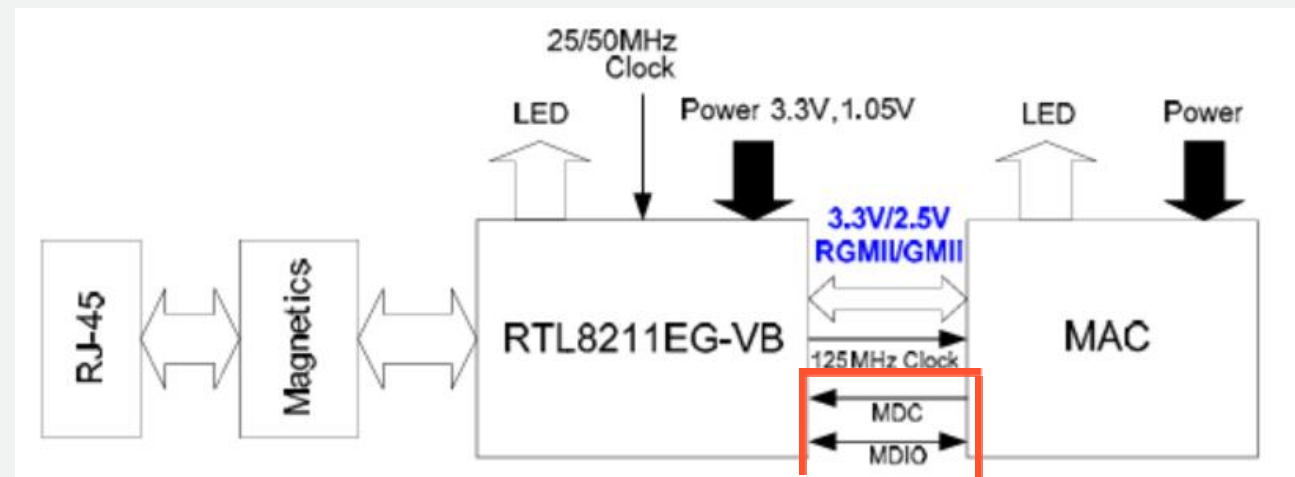 25/50MHz
Clock
LED
Power 3.3V,1.05V
LED
Power
3.3V/2.5V
RGMII/GMII
RJ-45
Magnetics
RTL8211EG-VB
MAC
125MHz Clock
MDC
MDIO